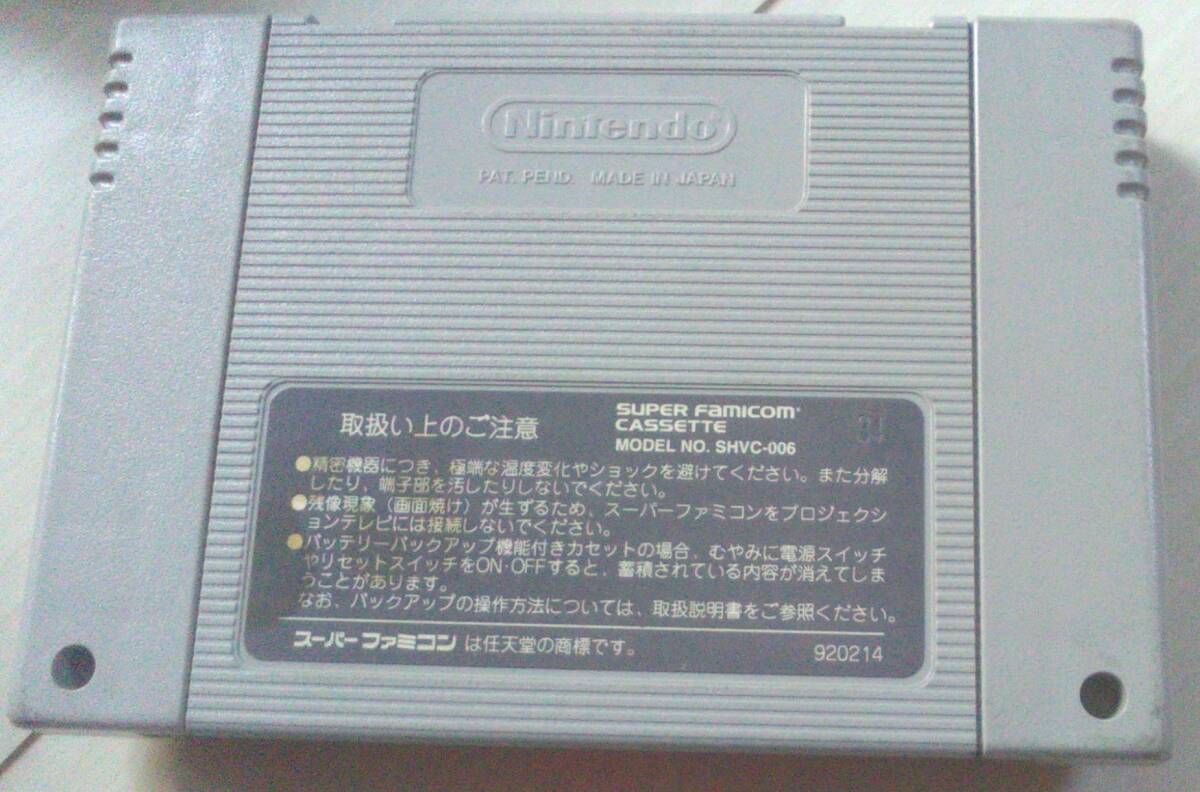 Nintendo®
PAT. PEND. MADE IN JAPAN
取扱い上のご注意
SUPER FAMICOM®
CASSETTE
MODEL NO. SHVC-006
●精密機器につき、極端な温度変化やショックを避けてください。また分解
したり、端子部を汚したりしないでください。
●残像現象（画面焼け）が生ずるため、スーパーファミコンをプロジェクシ
ョンテレビには接続しないでください。
●バッテリーバックアップ機能付きカセットの場合、むやみに電源スイッチ
やリセットスイッチをON・OFFすると、蓄積されている内容が消えてしま
うことがあります。
なお、バックアップの操作方法については、取扱説明書をご参照ください。
スーパーファミコンは任天堂の商標です。
920214